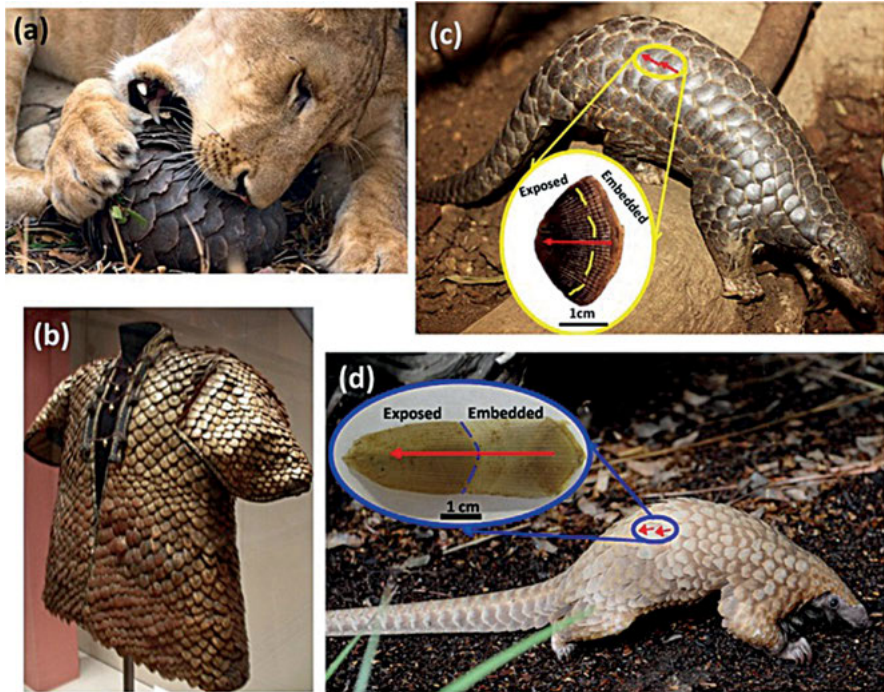 (a)
(c)
Exposed
Embedded
1cm
(b)
(d)
Exposed Embedded
1 cm